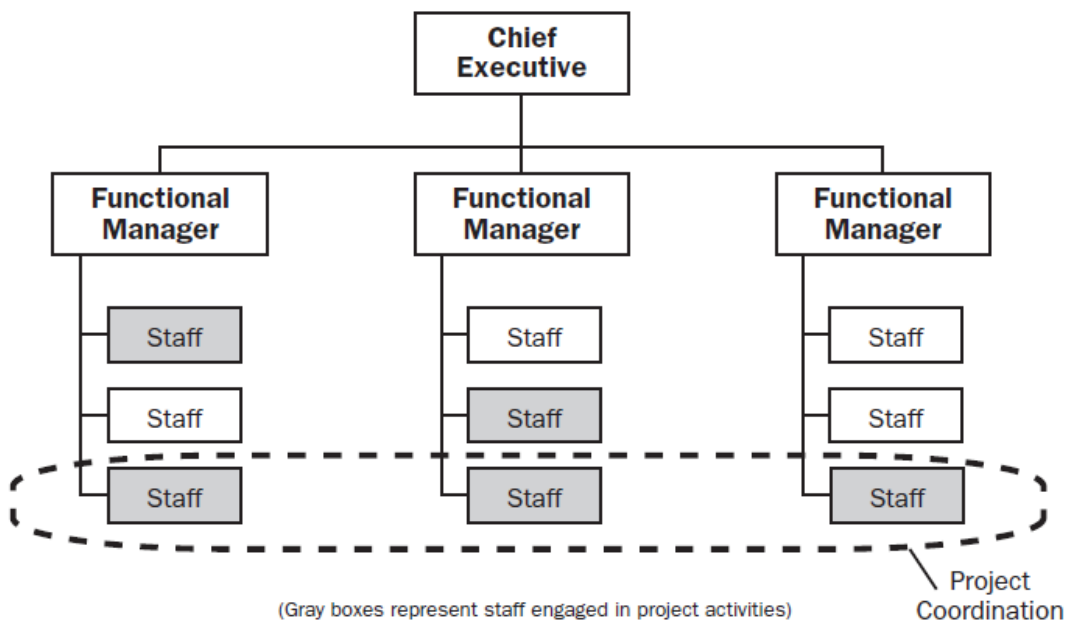 Chief
Executive
Functional
Manager
Functional
Manager
Functional
Manager
Staff
Staff
Staff
Staff
Staff
Staff
Staff
Staff
Staff
Project
Coordination
(Gray boxes represent staff engaged in project activities)